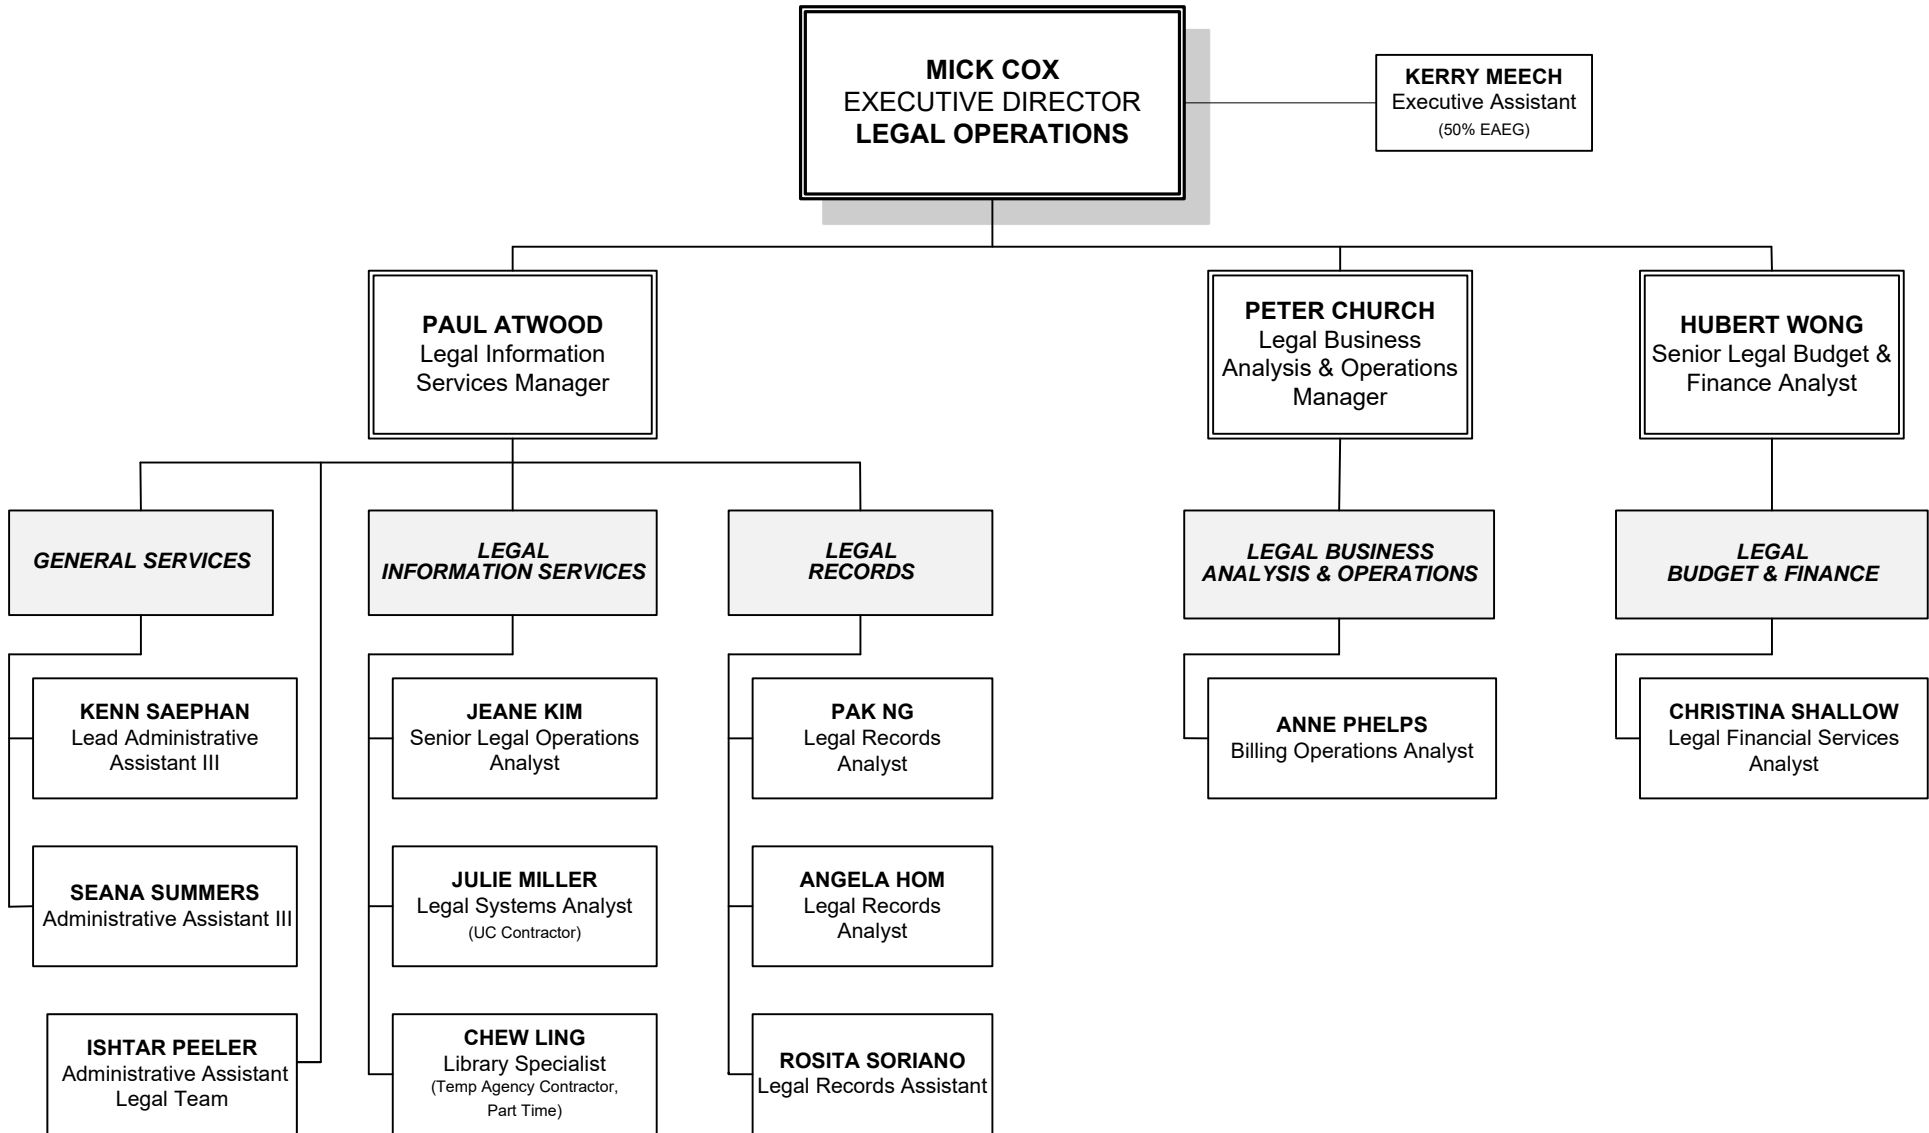 MICK COX
EXECUTIVE DIRECTOR
LEGAL OPERATIONS
KERRY MEECH
Executive Assistant
(50% EAEG)
PAUL ATWOOD
Legal Information
Services Manager
PETER CHURCH
Legal Business
Analysis & Operations
Manager
HUBERT WONG
Senior Legal Budget &
Finance Analyst
GENERAL SERVICES
LEGAL
INFORMATION SERVICES
LEGAL
RECORDS
LEGAL BUSINESS
ANALYSIS & OPERATIONS
LEGAL
BUDGET & FINANCE
KENN SAEPHAN
Lead Administrative
Assistant III
JEANE KIM
Senior Legal Operations
Analyst
PAK NG
Legal Records
Analyst
ANNE PHELPS
Billing Operations Analyst
CHRISTINA SHALLOW
Legal Financial Services
Analyst
SEANA SUMMERS
Administrative Assistant III
JULIE MILLER
Legal Systems Analyst
(UC Contractor)
ANGELA HOM
Legal Records
Analyst
ISHTAR PEELER
Administrative Assistant
Legal Team
CHEW LING
Library Specialist
(Temp Agency Contractor,
Part Time)
ROSITA SORIANO
Legal Records Assistant